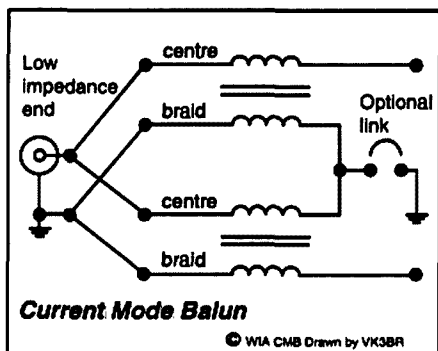 centre
Low
impedance
end
braid
Optional
link
centre
braid
Current Mode Balun
© WIA CMB Drawn by VK3BR